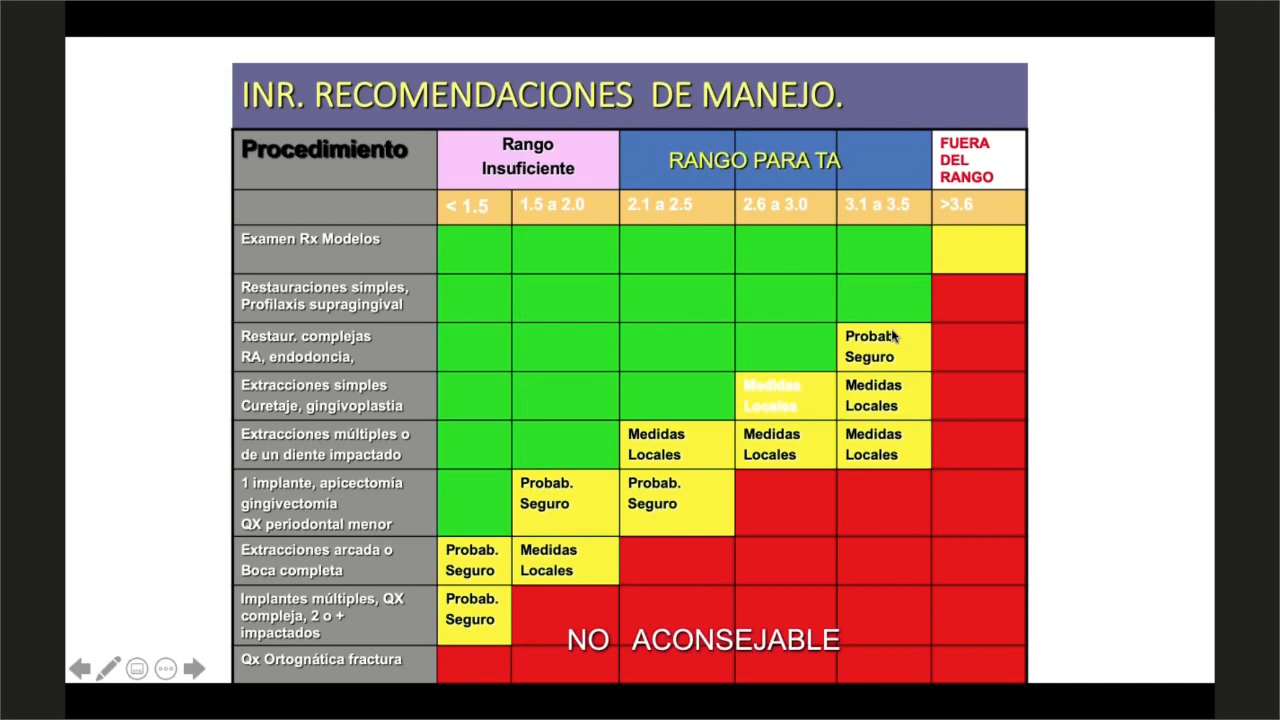 INR. RECOMENDACIONES DE MANEJO.
Procedimiento
Rango
Insuficiente
RANGO PARA TA
FUERA
DEL
RANGO
< 1.5
1.5 a 2.0
2.1 a 2.5
2.6 a 3.0
3.1 a 3.5
>3.6
Examen Rx Modelos
Restauraciones simples,
Profilaxis supragingival
Restaur. complejas
RA, endodoncia,
Probab.
Seguro
Extracciones simples
Curetaje, gingivoplastia
Medidas
Locales
Medidas
Locales
Extracciones múltiples o
de un diente impactado
Medidas
Locales
Medidas
Locales
Medidas
Locales
1 implante, apicectomía
gingivectomía
QX periodontal menor
Probab.
Seguro
Probab.
Seguro
Extracciones arcada o
Boca completa
Probab.
Seguro
Medidas
Locales
Implantes múltiples, QX
compleja, 2 o +
impactados
Probab.
Seguro
NO ACONSEJABLE
Qx Ortognática fractura